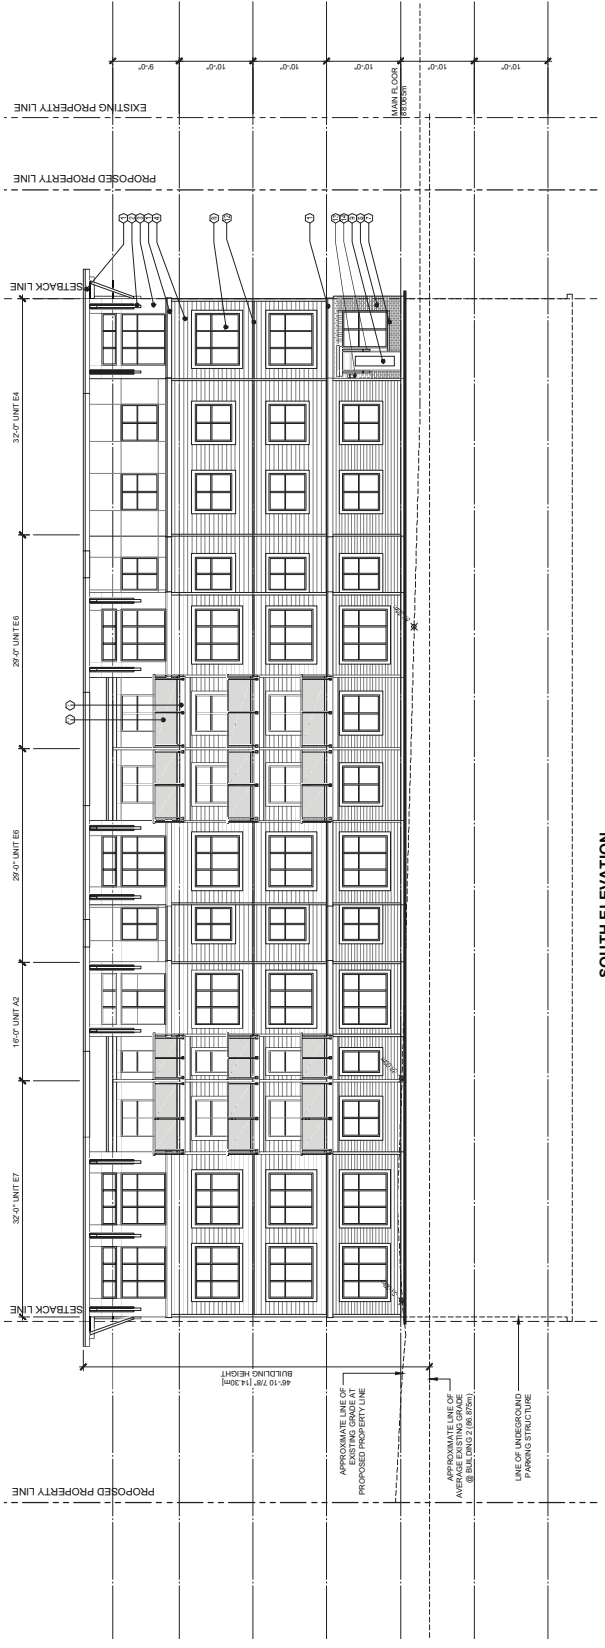 EXISTING PROPERTY LINE
PROPOSED PROPERTY LINE
SETBACK LINE
9'-0"
10'-0"
10'-0"
10'-0"
10'-0"
10'-0"
MAIN FLOOR
32'-0" UNIT E4
29'-0" UNIT E6
29'-0" UNIT E6
16'-0" UNIT A2
32'-0" UNIT E7
SETBACK LINE
PROPOSED PROPERTY LINE
46'-10 7/8" [14.30m]
BUILDING HEIGHT
APPROXIMATE LINE OF
EXISTING GRADE AT
PROPOSED PROPERTY LINE
APPROXIMATE LINE OF
AVERAGE EXISTING GRADE
@ BUILDING 2 (86.875m)
LINE OF UNDEGROUND
PARKING STRUCTURE
SOUTH ELEVATION